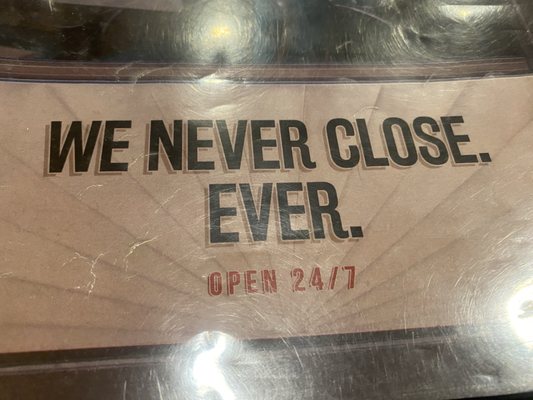 WE NEVER CLOSE.
EVER.
OPEN 24/7